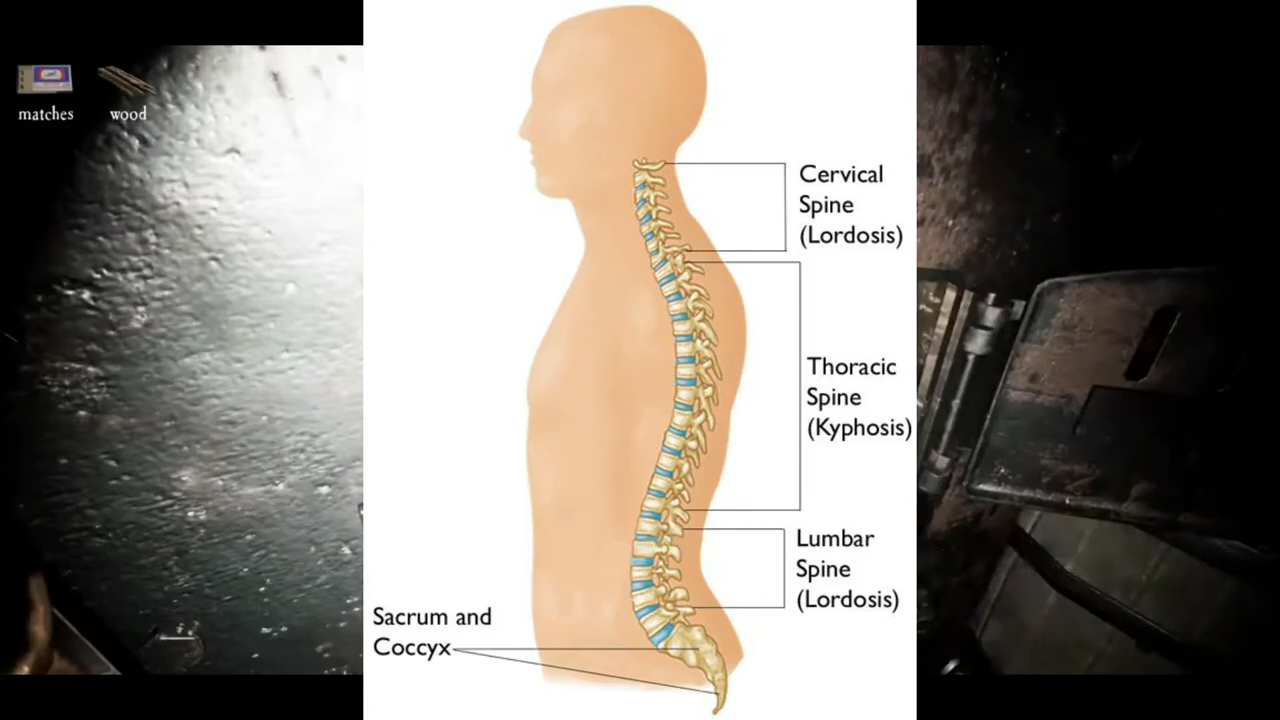 matches
wood
Cervical
Spine
(Lordosis)
Thoracic
Spine
(Kyphosis)
Lumbar
Spine
(Lordosis)
Sacrum and
Coccyx